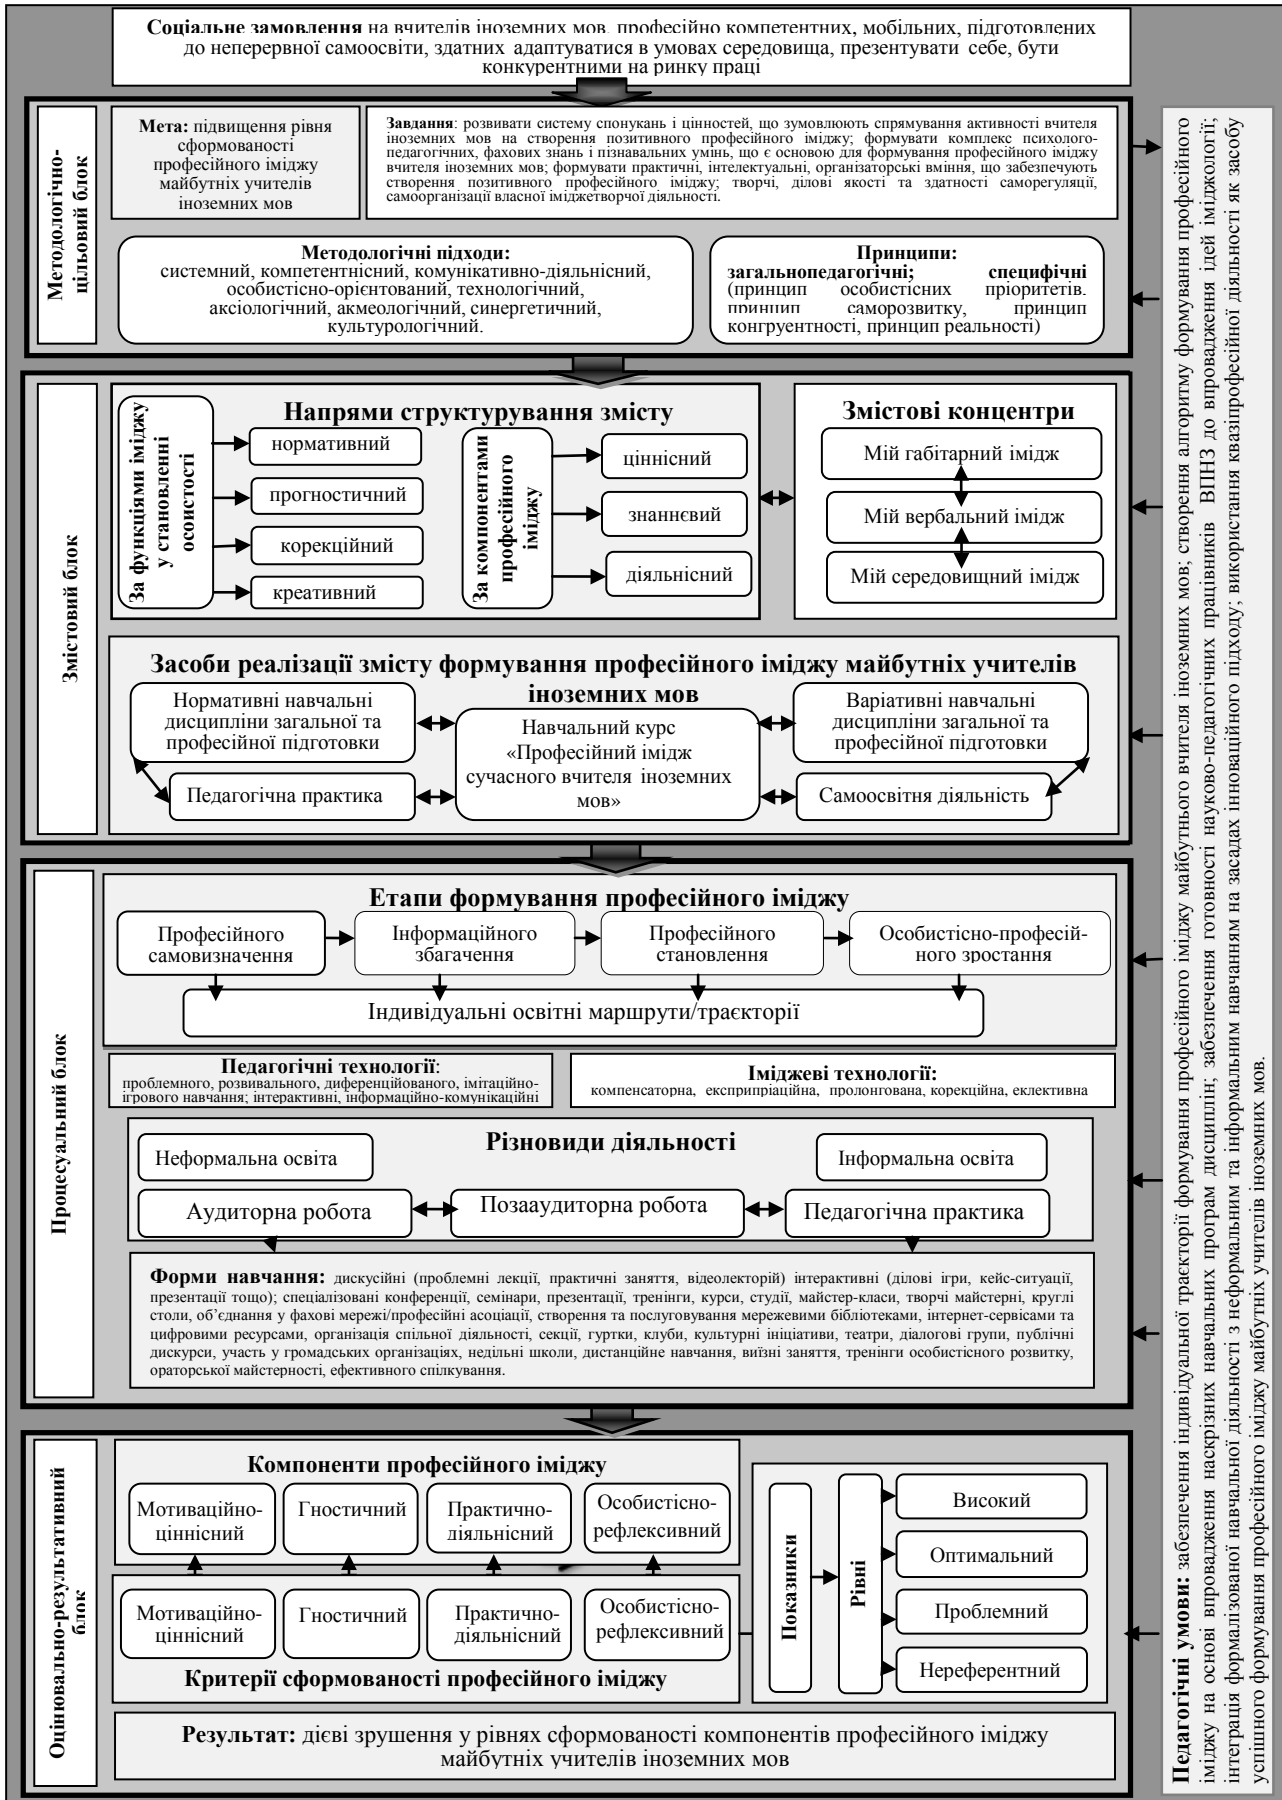 Соціальне замовлення на вчителів іноземних мов, професійно компетентних, мобільних, підготовлених
до неперервної самоосвіти, здатних адаптуватися в умовах середовища, презентувати себе, бути
конкурентними на ринку праці
Методологічно-
цільовий блок
Мета: підвищення рівня
сформованості
професійного іміджу
майбутніх учителів
іноземних мов
Завдання: розвивати систему спонукань і цінностей, що зумовлюють спрямування активності вчителя
іноземних мов на створення позитивного професійного іміджу; формувати комплекс психолого-
педагогічних, фахових знань і пізнавальних умінь, що є основою для формування професійного іміджу
вчителя іноземних мов; формувати практичні, інтелектуальні, організаторські вміння, що забезпечують
створення позитивного професійного іміджу; творчі, ділові якості та здатності саморегуляції,
самоорганізації власної іміджетворчої діяльності.
Методологічні підходи:
системний, компетентнісний, комунікативно-діяльнісний,
особистісно-орієнтований, технологічний,
аксіологічний, акмеологічний, синергетичний,
культурологічний.
Принципи:
загальнопедагогічні; специфічні
(принцип особистісних пріоритетів.
принцип саморозвитку, принцип
конгруентності, принцип реальності)
Змістовий блок
Напрями структурування змісту
За функціями іміджу
у становленні
осоистості
нормативний
прогностичний
корекційний
креативний
За компонентами
професійного
іміджу
ціннісний
знаннєвий
діяльнісний
Змістові концентри
Мій габітарний імідж
Мій вербальний імідж
Мій середовищний імідж
Засоби реалізації змісту формування професійного іміджу майбутніх учителів
іноземних мов
Нормативні навчальні
дисципліни загальної та
професійної підготовки
Навчальний курс
«Професійний імідж
сучасного вчителя іноземних
мов»
Варіативні навчальні
дисципліни загальної та
професійної підготовки
Педагогічна практика
Самоосвітня діяльність
Процесуальний блок
Етапи формування професійного іміджу
Професійного
самовизначення
Інформаційного
збагачення
Професійного
становлення
Особистісно-професій-
ного зростання
Індивідуальні освітні маршрути/траєкторії
Педагогічні технології:
проблемного, розвивального, диференційованого, імітаційно-
ігрового навчання; інтерактивні, інформаційно-комунікаційні
Іміджеві технології:
компенсаторна, експрипріаційна, пролонгована, корекційна, еклективна
Різновиди діяльності
Неформальна освіта
Інформальна освіта
Аудиторна робота
Позааудиторна робота
Педагогічна практика
Форми навчання: дискусійні (проблемні лекції, практичні заняття, відеолекторій) інтерактивні (ділові ігри, кейс-ситуації,
презентації тощо); спеціалізовані конференції, семінари, презентації, тренінги, курси, студії, майстер-класи, творчі майстерні, круглі
столи, об’єднання у фахові мережі/професійні асоціації, створення та послуговування мережевими бібліотеками, інтернет-сервісами та
цифровими ресурсами, організація спільної діяльності, секції, гуртки, клуби, культурні ініціативи, театри, діалогові групи, публічні
дискурси, участь у громадських організаціях, недільні школи, дистанційне навчання, виїзні заняття, тренінги особистісного розвитку,
ораторської майстерності, ефективного спілкування.
Оцінювально-результативний
блок
Компоненти професійного іміджу
Мотиваційно-
ціннісний
Гностичний
Практично-
діяльнісний
Особистісно-
рефлексивний
Мотиваційно-
ціннісний
Гностичний
Практично-
діяльнісний
Особистісно-
рефлексивний
Критерії сформованості професійного іміджу
Показники
Рівні
Високий
Оптимальний
Проблемний
Нереферентний
Результат: дієві зрушення у рівнях сформованості компонентів професійного іміджу
майбутніх учителів іноземних мов
Педагогічні умови: забезпечення індивідуальної траєкторії формування професійного іміджу майбутнього вчителя іноземних мов; створення алгоритму формування професійного
іміджу на основі впровадження наскрізних навчальних програм дисциплін; забезпечення готовності науково-педагогічних працівників ВПНЗ до впровадження ідей іміджології;
інтеграція формалізованої навчальної діяльності з неформальним та інформальним навчанням на засадах інноваційного підходу; використання квазіпрофесійної діяльності як засобу
успішного формування професійного іміджу майбутніх учителів іноземних мов.